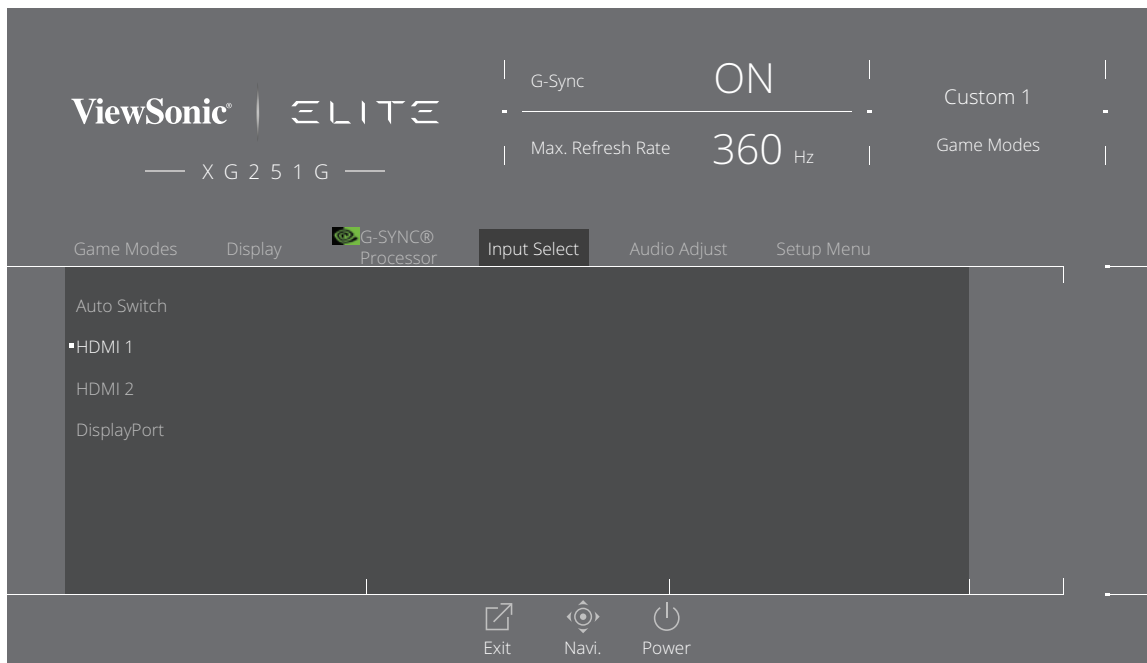 G-Sync ON
ViewSonic® ELITE
Custom 1
Max. Refresh Rate 360 Hz
Game Modes
XG251G
Game Modes Display G-SYNC® Processor Input Select Audio Adjust Setup Menu
Auto Switch
HDMI 1
HDMI 2
DisplayPort
Exit Navi. Power